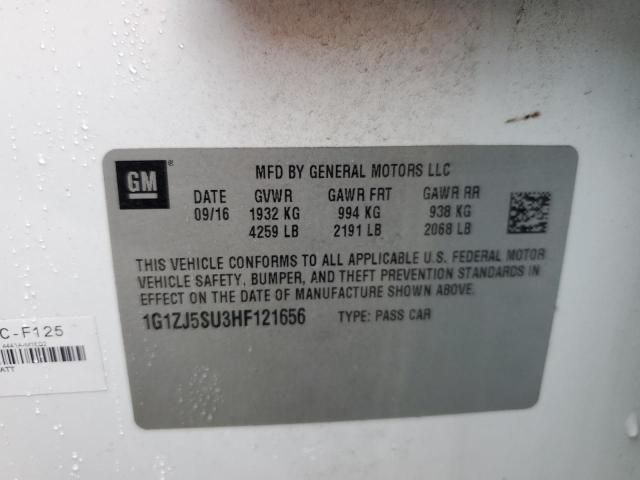 GM ®
MFD BY GENERAL MOTORS LLC
DATE GVWR GAWR FRT GAWR RR
09/16 1932 KG 994 KG 938 KG
4259 LB 2191 LB 2068 LB
THIS VEHICLE CONFORMS TO ALL APPLICABLE U.S. FEDERAL MOTOR
VEHICLE SAFETY, BUMPER, AND THEFT PREVENTION STANDARDS IN
EFFECT ON THE DATE OF MANUFACTURE SHOWN ABOVE.
1G1ZJ5SU3HF121656 TYPE: PASS CAR
C-F125
ATT